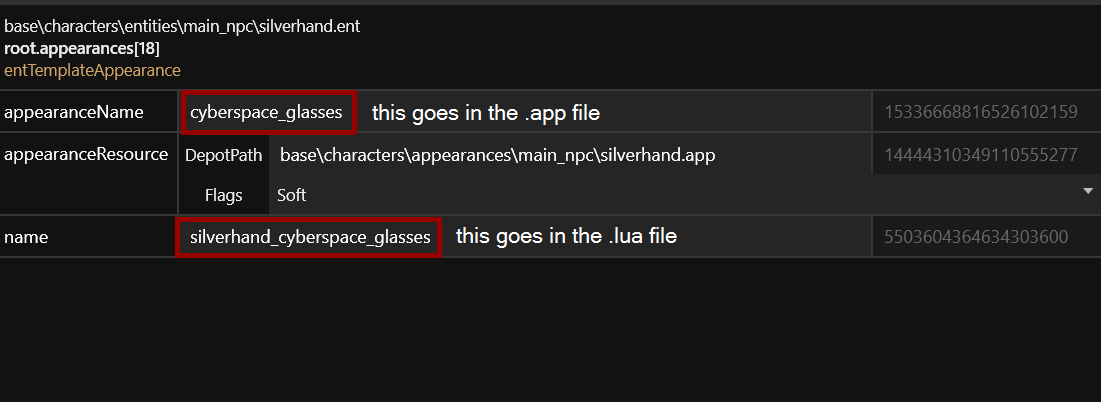 base\characters\entities\main_npc\silverhand.ent
root.appearances[18]
entTemplateAppearance
appearanceName cyberspace_glasses this goes in the .app file 15336688816526102159
appearanceResource DepotPath base\characters\appearances\main_npc\silverhand.app 14444310349110555277
Flags Soft
name silverhand_cyberspace_glasses this goes in the .lua file 5503604364634303600